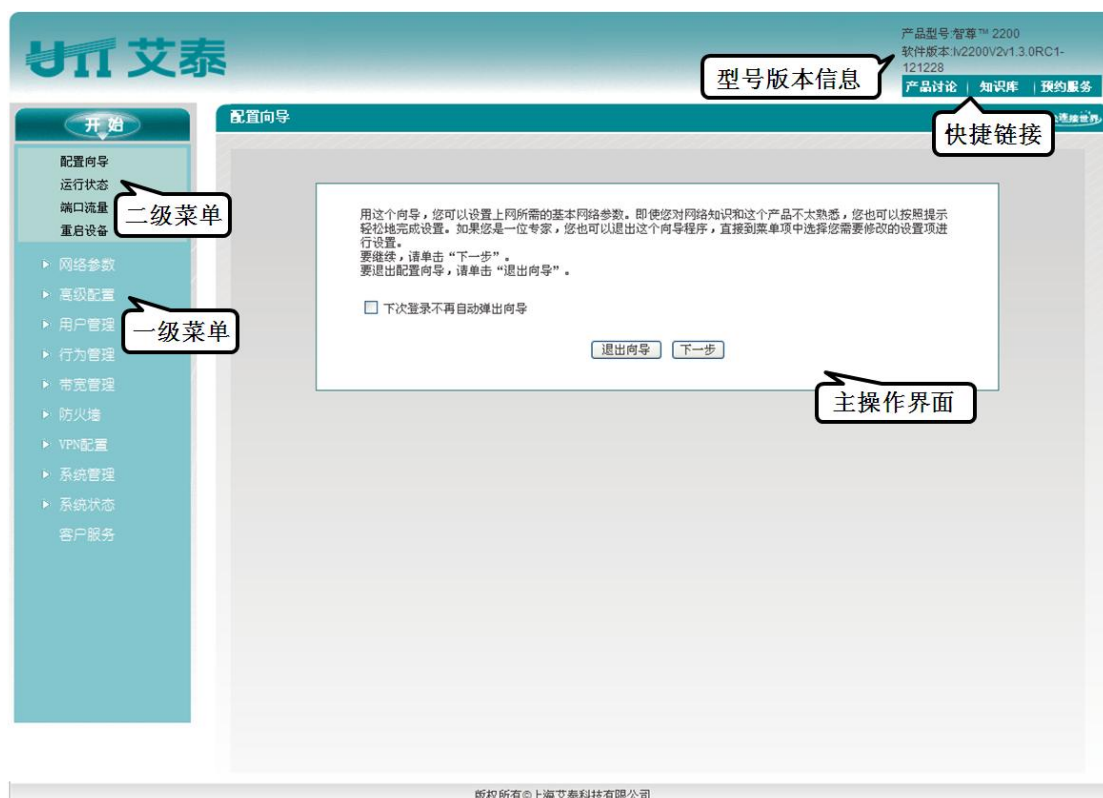 UTT 艾泰
产品型号:智尊™ 2200
软件版本:lv2200V2v1.3.0RC1-
121228
型号版本信息
产品讨论 | 知识库 | 预约服务
快捷链接
开始
配置向导
连接世界
配置向导
运行状态
端口流量
重启设备
二级菜单
网络参数
高级配置
用户管理
一级菜单
行为管理
带宽管理
防火墙
VPN配置
系统管理
系统状态
客户服务
用这个向导，您可以设置上网所需的基本网络参数。即使您对网络知识和这个产品不太熟悉，您也可以按照提示
轻松地完成设置。如果您是一位专家，您也可以退出这个向导程序，直接到菜单项中选择您需要修改的设置项进
行设置。
要继续，请单击“下一步”。
要退出配置向导，请单击“退出向导”。
下次登录不再自动弹出向导
退出向导 下一步
主操作界面
版权所有©上海艾泰科技有限公司